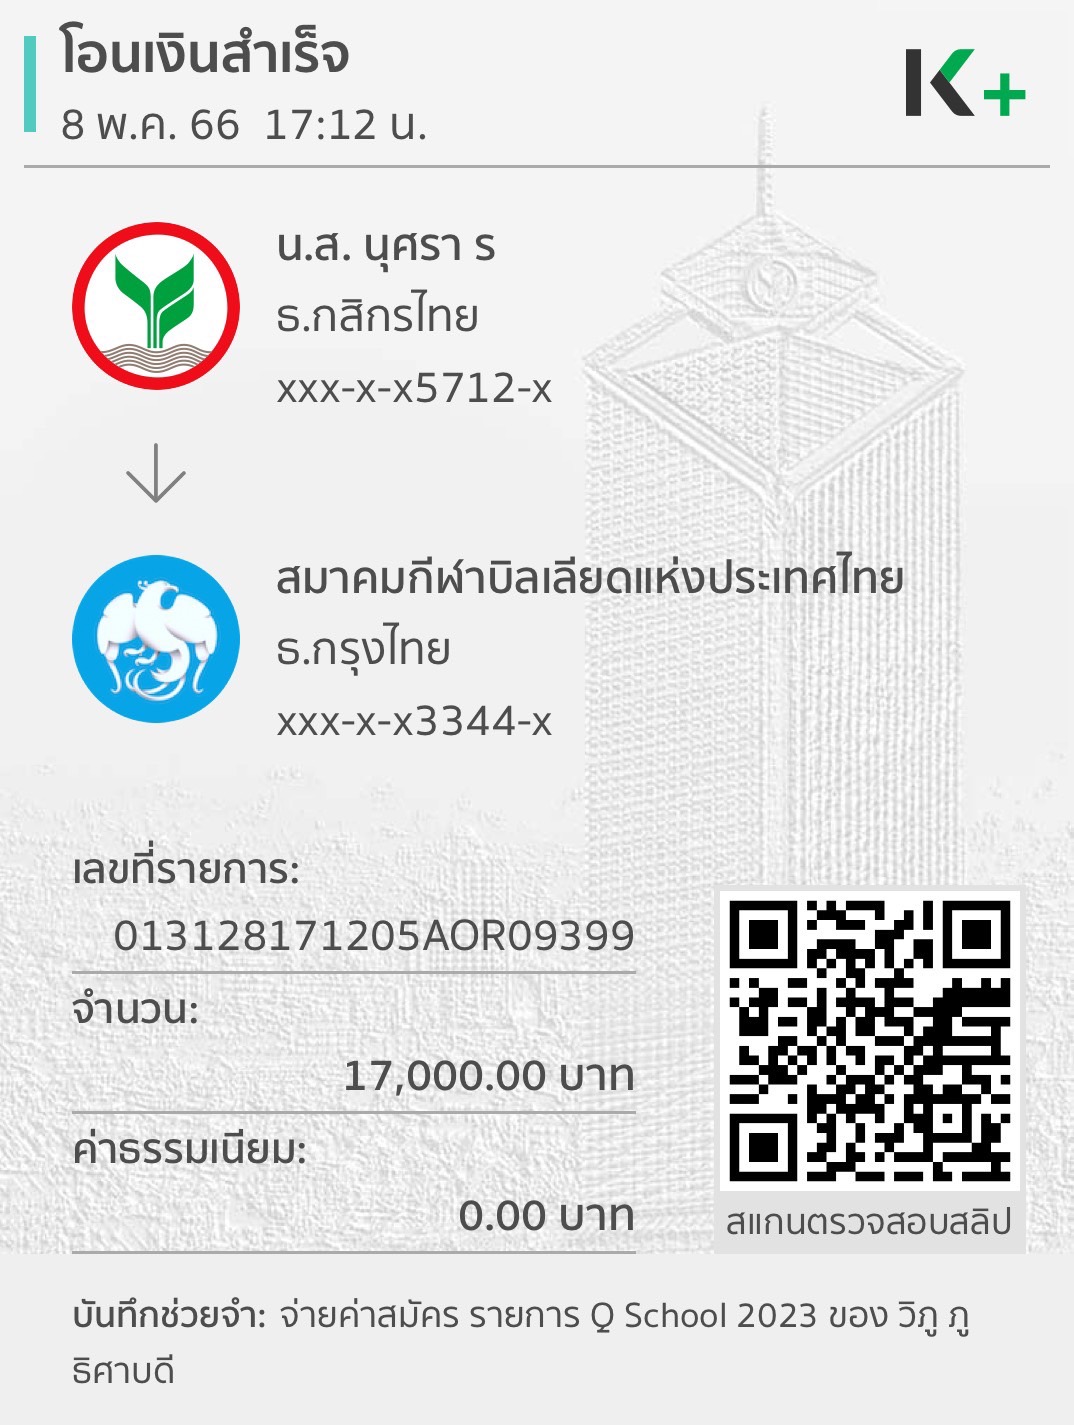 โอนเงินสำเร็จ
8 พ.ค. 66 17:12 น.
K+
น.ส. นุศรา ร
ธ.กสิกรไทย
xxx-x-x5712-x
สมาคมกีฬาบิลเลียดแห่งประเทศไทย
ธ.กรุงไทย
xxx-x-x3344-x
เลขที่รายการ:
013128171205AOR09399
จำนวน:
17,000.00 บาท
ค่าธรรมเนียม:
0.00 บาท
สแกนตรวจสอบสลิป
บันทึกช่วยจำ: จ่ายค่าสมัคร รายการ Q School 2023 ของ วิภู ภู
ธิศาบดี